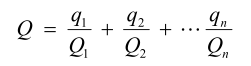 Q = q₁/Q₁ + q₂/Q₂ + ··· qₙ/Qₙ